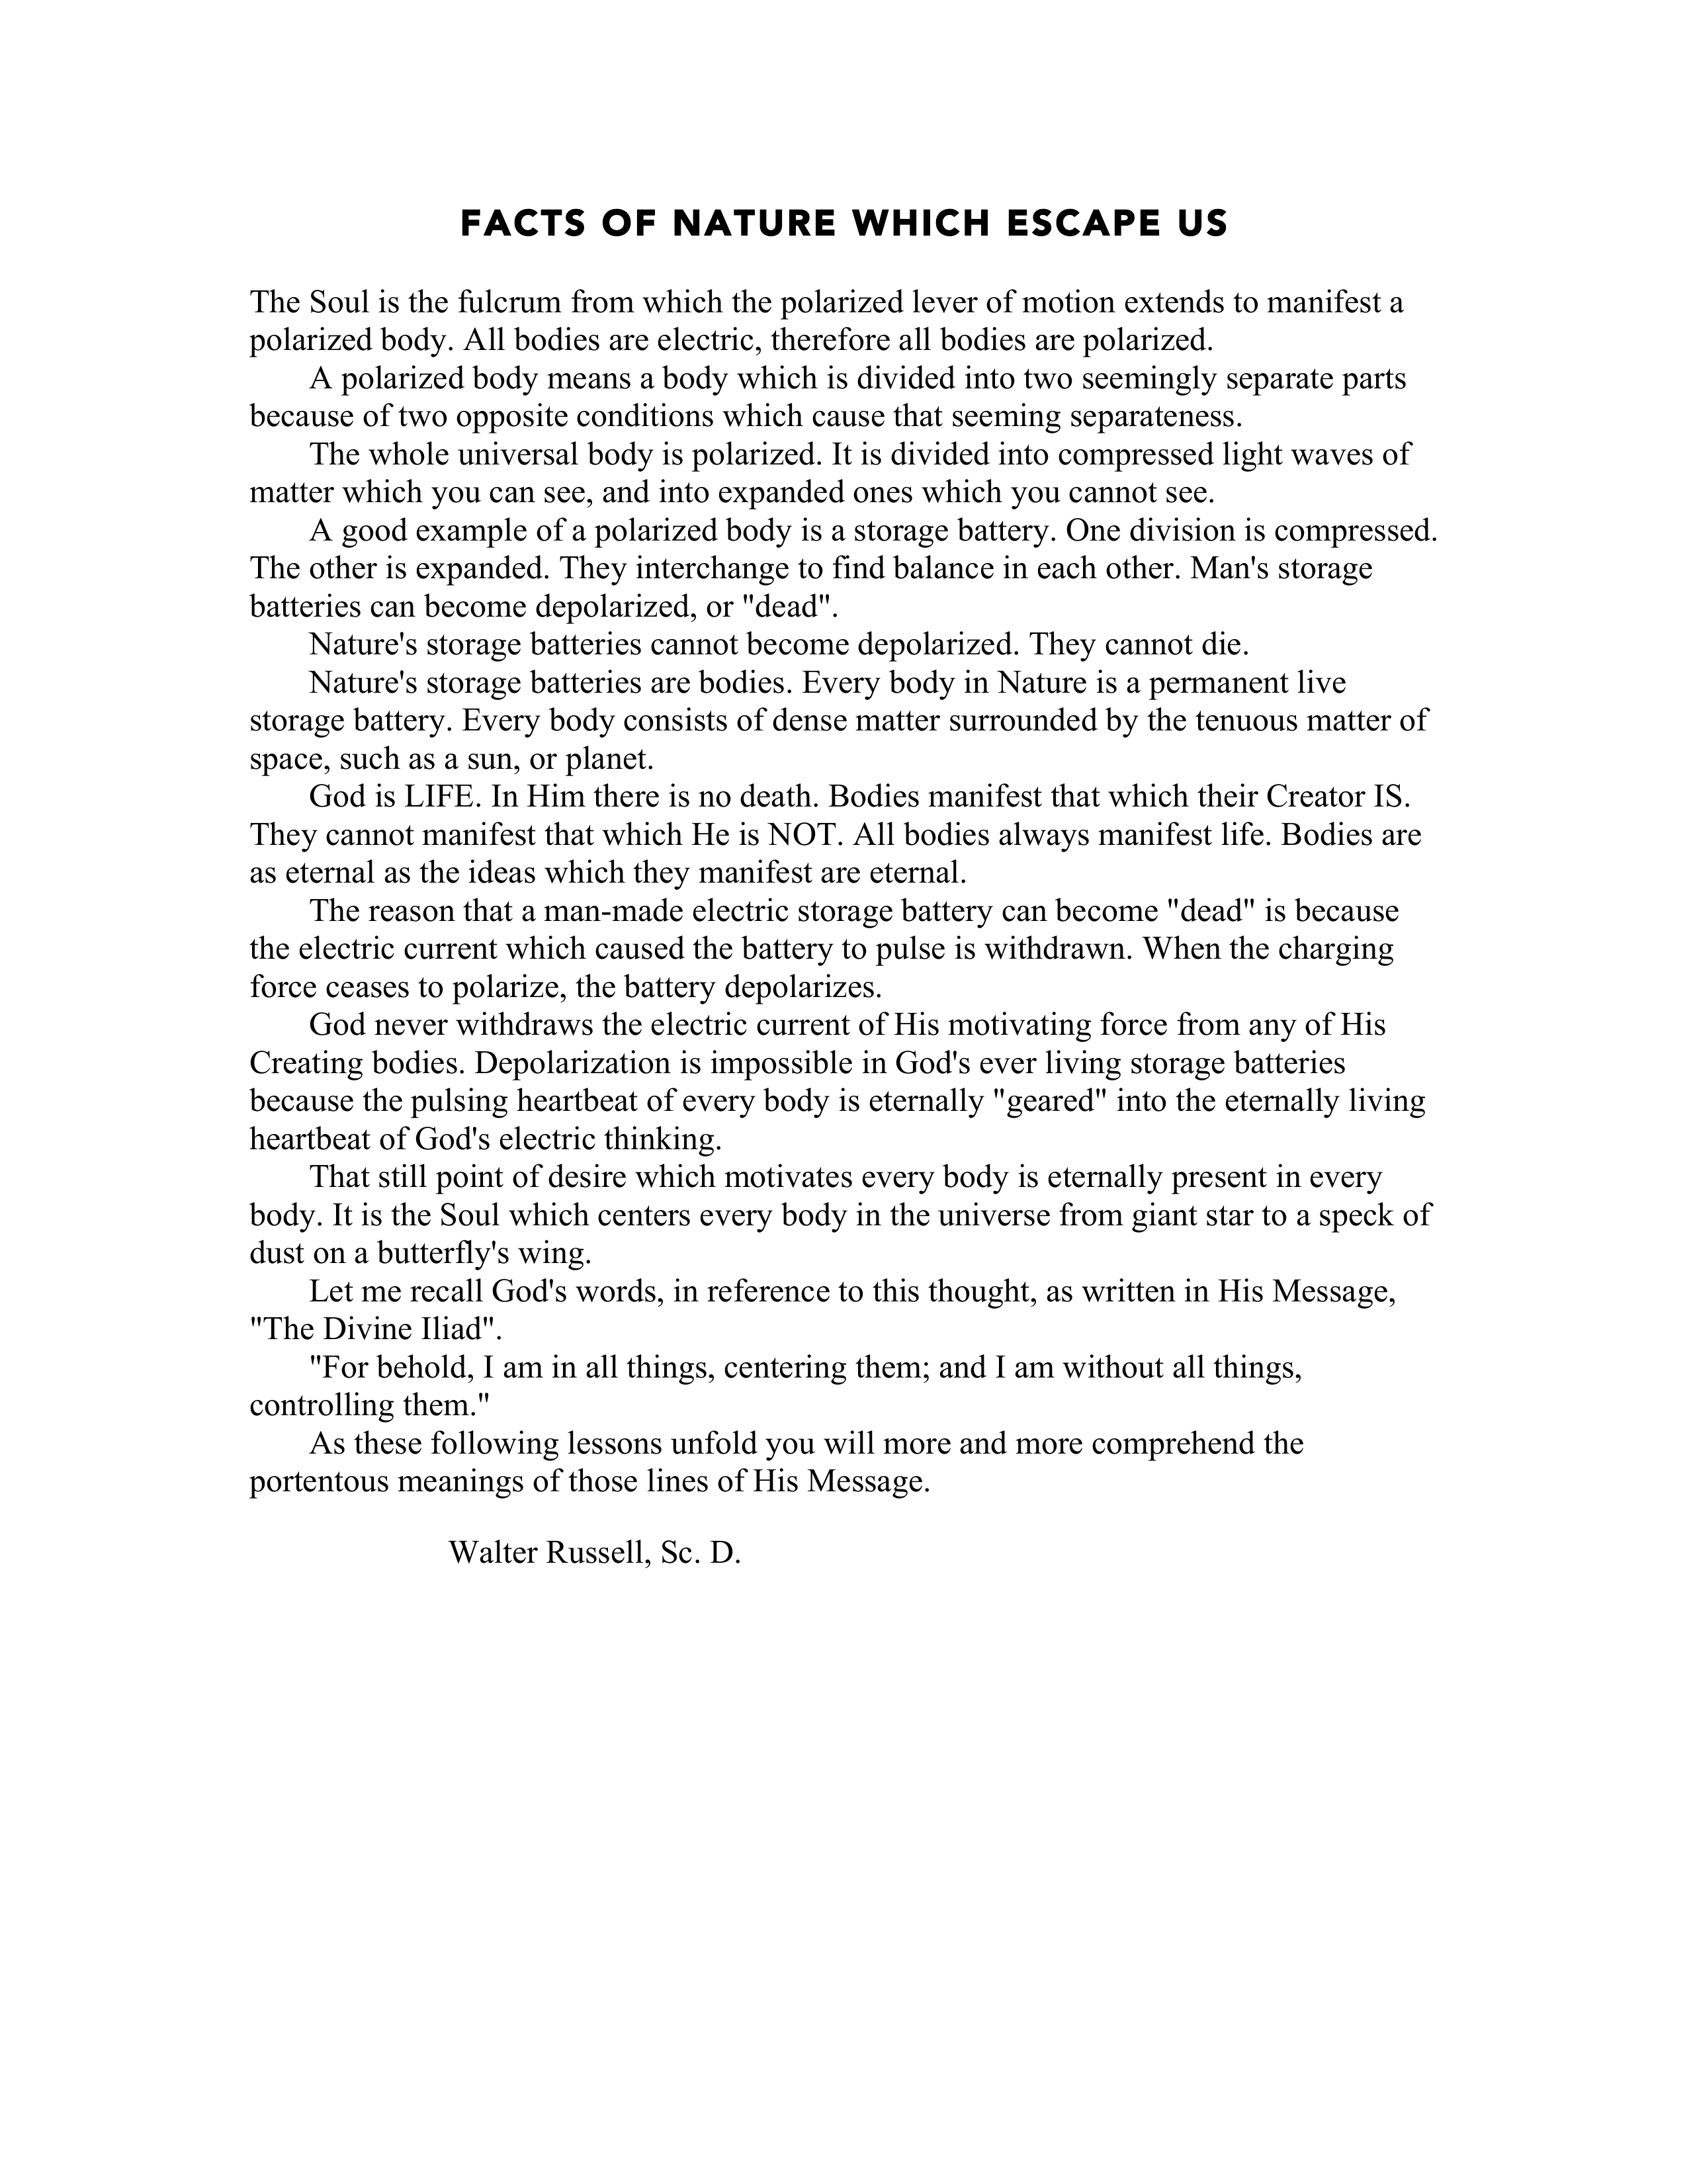 FACTS OF NATURE WHICH ESCAPE US
The Soul is the fulcrum from which the polarized lever of motion extends to manifest a
polarized body. All bodies are electric, therefore all bodies are polarized.
A polarized body means a body which is divided into two seemingly separate parts
because of two opposite conditions which cause that seeming separateness.
The whole universal body is polarized. It is divided into compressed light waves of
matter which you can see, and into expanded ones which you cannot see.
A good example of a polarized body is a storage battery. One division is compressed.
The other is expanded. They interchange to find balance in each other. Man's storage
batteries can become depolarized, or "dead".
Nature's storage batteries cannot become depolarized. They cannot die.
Nature's storage batteries are bodies. Every body in Nature is a permanent live
storage battery. Every body consists of dense matter surrounded by the tenuous matter of
space, such as a sun, or planet.
God is LIFE. In Him there is no death. Bodies manifest that which their Creator IS.
They cannot manifest that which He is NOT. All bodies always manifest life. Bodies are
as eternal as the ideas which they manifest are eternal.
The reason that a man-made electric storage battery can become "dead" is because
the electric current which caused the battery to pulse is withdrawn. When the charging
force ceases to polarize, the battery depolarizes.
God never withdraws the electric current of His motivating force from any of His
Creating bodies. Depolarization is impossible in God's ever living storage batteries
because the pulsing heartbeat of every body is eternally "geared" into the eternally living
heartbeat of God's electric thinking.
That still point of desire which motivates every body is eternally present in every
body. It is the Soul which centers every body in the universe from giant star to a speck of
dust on a butterfly's wing.
Let me recall God's words, in reference to this thought, as written in His Message,
"The Divine Iliad".
"For behold, I am in all things, centering them; and I am without all things,
controlling them."
As these following lessons unfold you will more and more comprehend the
portentous meanings of those lines of His Message.
Walter Russell, Sc. D.